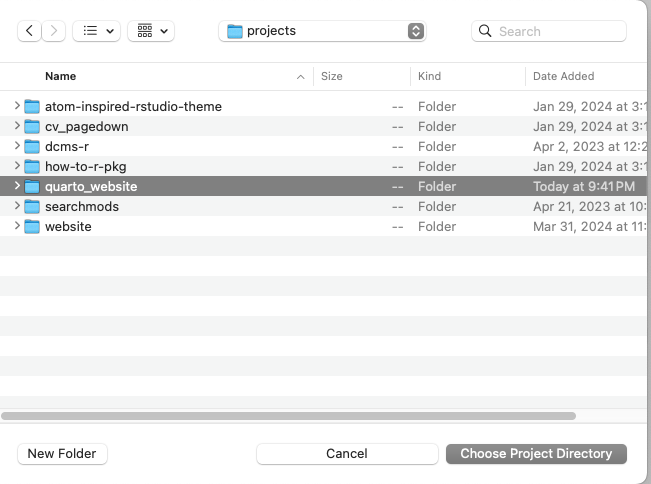 projects
Search
Name Size Kind Date Added
atom-inspired-rstudio-theme -- Folder Jan 29, 2024 at 3:1
cv_pagedown -- Folder Jan 29, 2024 at 3:1
dcms-r -- Folder Apr 2, 2023 at 12:2
how-to-r-pkg -- Folder Jan 29, 2024 at 3:1
quarto_website -- Folder Today at 9:41 PM
searchmods -- Folder Apr 21, 2023 at 10:
website -- Folder Mar 31, 2024 at 11:
New Folder Cancel Choose Project Directory